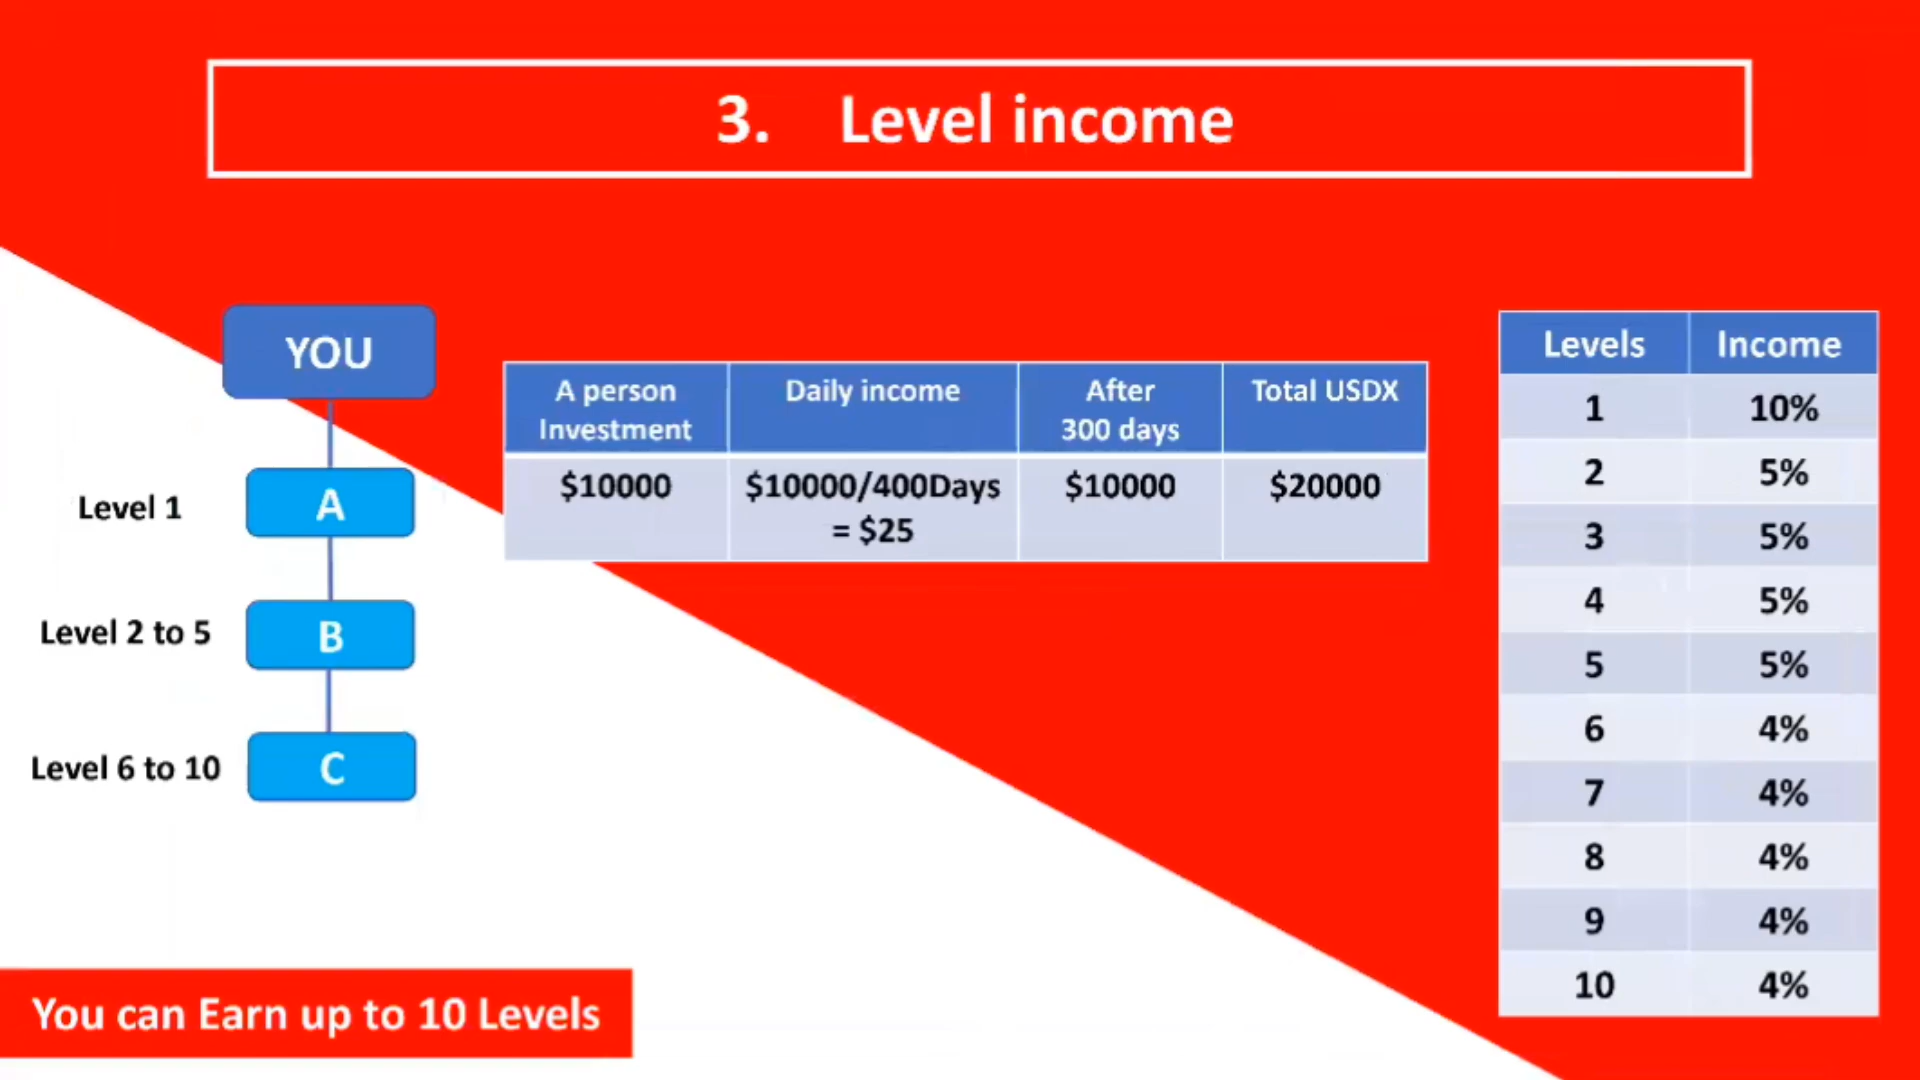 3. Level income
YOU
Level 1
A
Level 2 to 5
B
Level 6 to 10
C
A person
Investment
Daily income
After
300 days
Total USDX
$10000
$10000/400Days
= $25
$10000
$20000
Levels Income
1 10%
2 5%
3 5%
4 5%
5 5%
6 4%
7 4%
8 4%
9 4%
10 4%
You can Earn up to 10 Levels